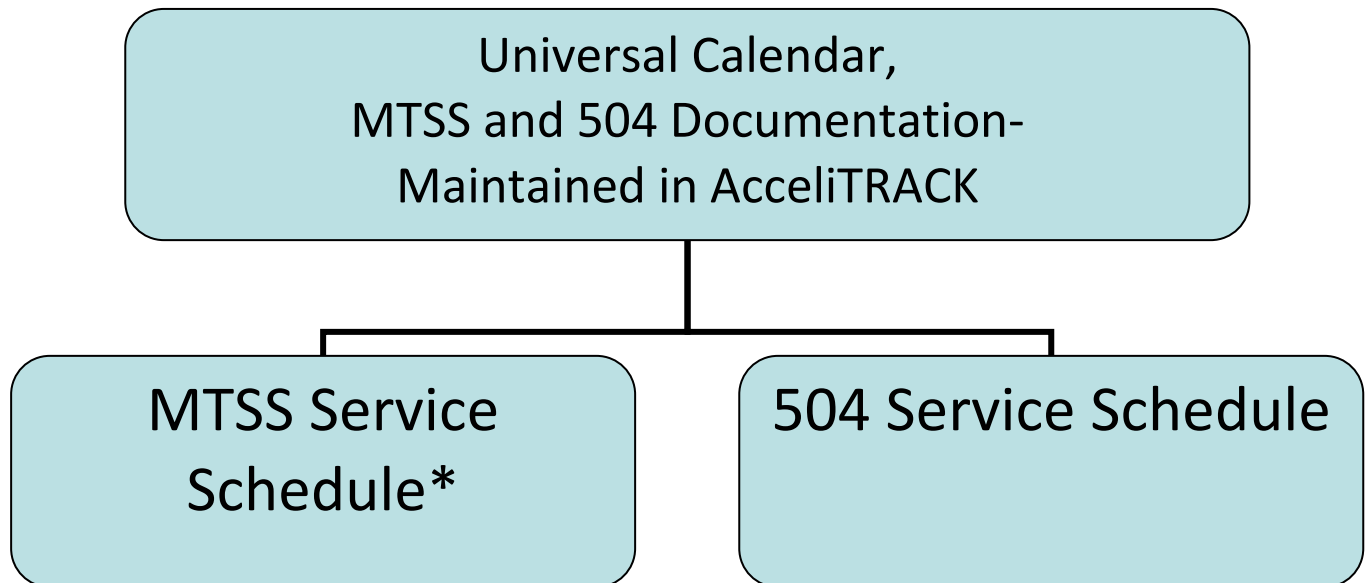 Universal Calendar,
MTSS and 504 Documentation-
Maintained in AcceliTRACK
MTSS Service
Schedule*
504 Service Schedule